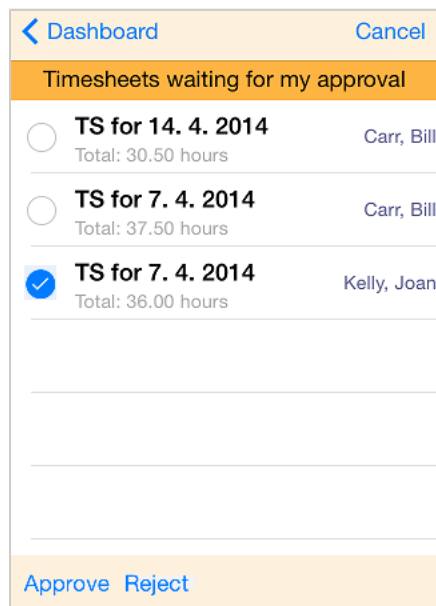 Dashboard Cancel
Timesheets waiting for my approval
TS for 14. 4. 2014 Carr, Bill
Total: 30.50 hours
TS for 7. 4. 2014 Carr, Bill
Total: 37.50 hours
TS for 7. 4. 2014 Kelly, Joan
Total: 36.00 hours
Approve Reject